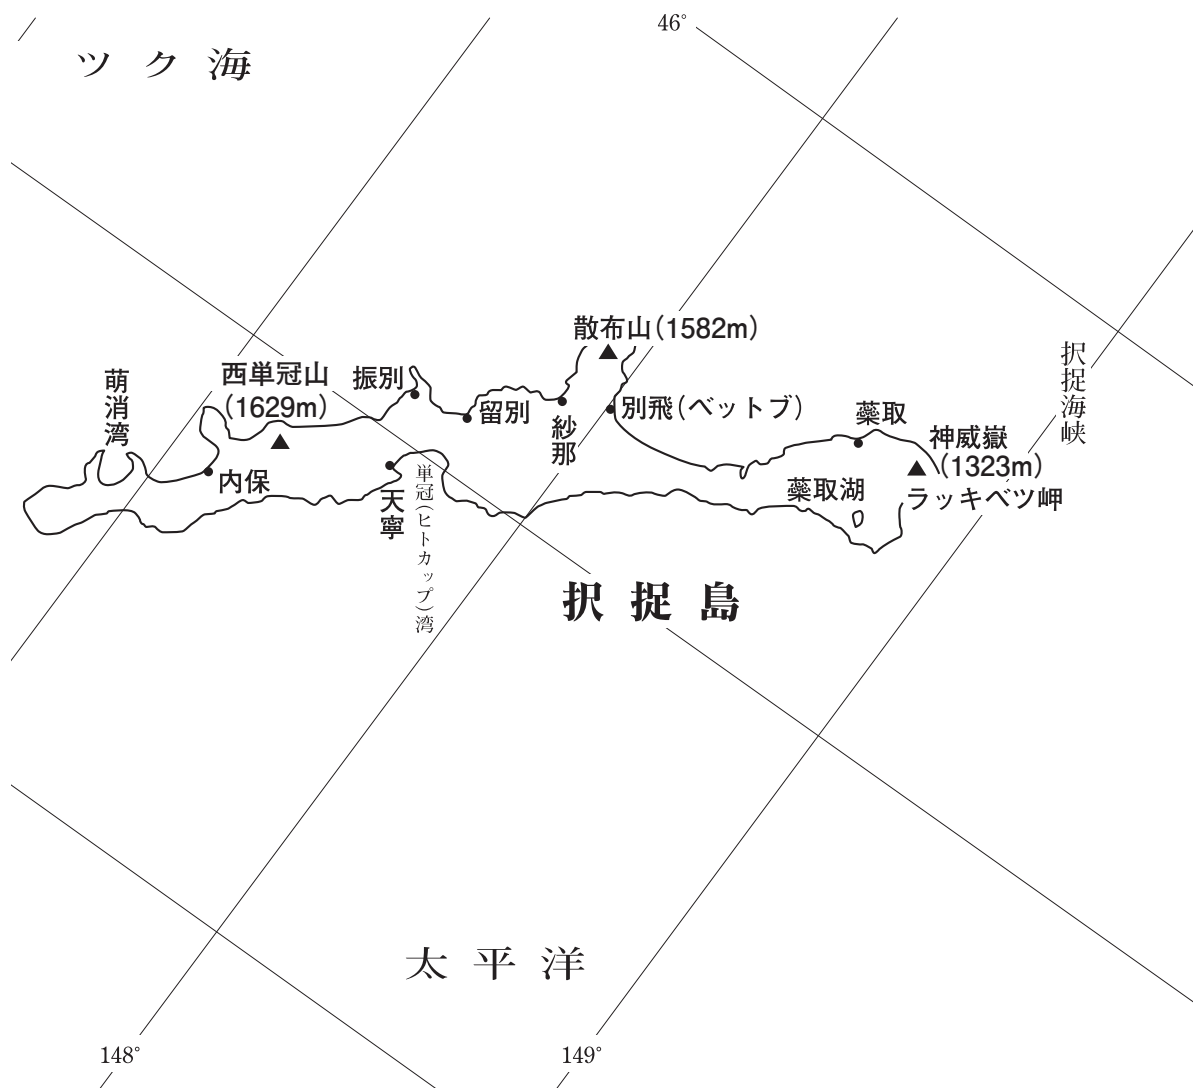 46°
ツク海
散布山(1582m)
択捉海峡
西単冠山
(1629m)
振別
萌消湾
留別
紗那
別飛(ベットブ)
蘂取
神威嶽
(1323m)
ラッキベツ岬
内保
蘂取湖
天寧
単冠(ヒトカップ)湾
択捉島
太平洋
148°
149°